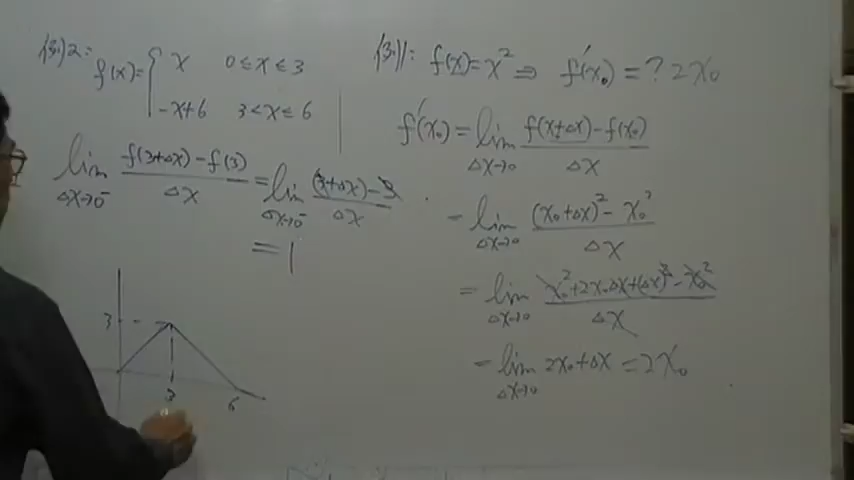 例2: f(x)= { x 0≤x≤3
-x+6 3<x≤6
lim Δx→0⁻ f(3+Δx)-f(3) / Δx = lim Δx→0⁻ (3+Δx)-3 / Δx
= 1
3
3
6
例1: f(x)=x² ⇒ f'(x₀)=? 2x₀
f'(x₀)= lim Δx→0 f(x+Δx)-f(x₀) / Δx
= lim Δx→0 (x₀+Δx)²- x₀² / Δx
= lim Δx→0 x₀²+2x₀Δx+(Δx)²-x₀² / Δx
= lim Δx→0 2x₀+Δx = 2x₀